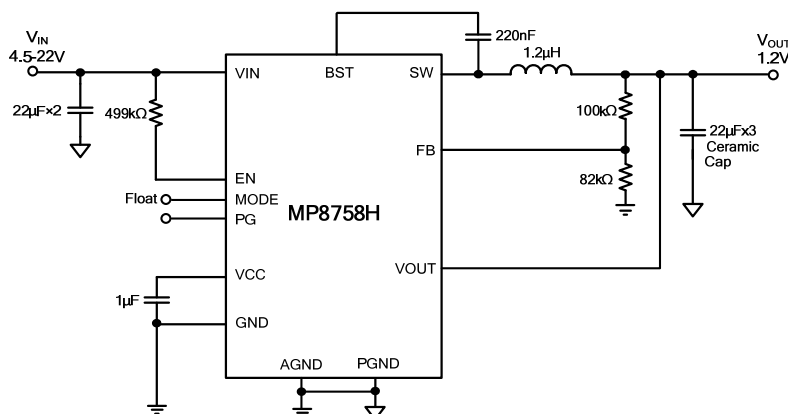 VIN
4.5-22V
22µF×2
499kΩ
VIN
BST
SW
220nF
1.2µH
VOUT
1.2V
100kΩ
22µFx3
Ceramic
Cap
FB
82kΩ
EN
Float
MODE
PG
MP8758H
VCC
VOUT
1µF
GND
AGND
PGND